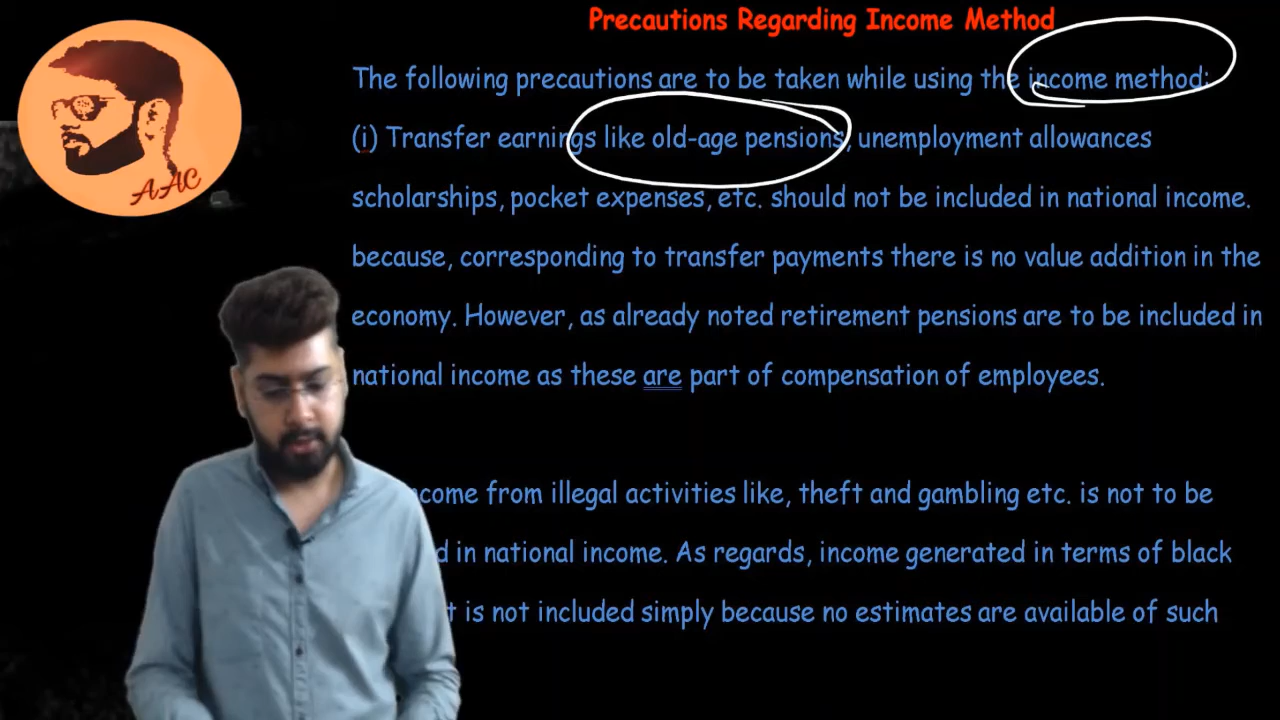 Precautions Regarding Income Method
The following precautions are to be taken while using the income method:
(i) Transfer earnings like old-age pensions, unemployment allowances
scholarships, pocket expenses, etc. should not be included in national income.
because, corresponding to transfer payments there is no value addition in the
economy. However, as already noted retirement pensions are to be included in
national income as these are part of compensation of employees.
from illegal activities like, theft and gambling etc. is not to be
in national income. As regards, income generated in terms of black
is not included simply because no estimates are available of such
AAC